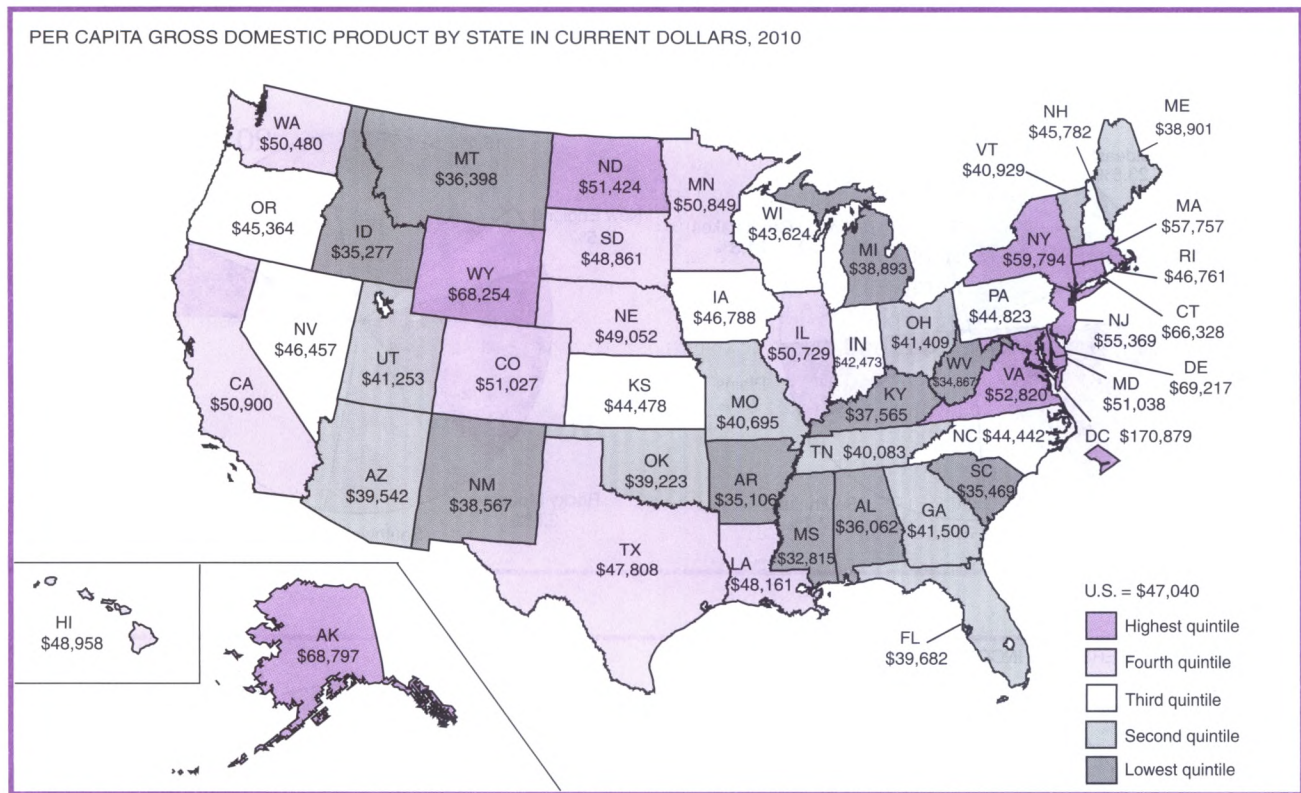 PER CAPITA GROSS DOMESTIC PRODUCT BY STATE IN CURRENT DOLLARS, 2010
WA
$50,480
OR
$45,364
CA
$50,900
NV
$46,457
ID
$35,277
MT
$36,398
WY
$68,254
UT
$41,253
AZ
$39,542
CO
$51,027
NM
$38,567
ND
$51,424
SD
$48,861
NE
$49,052
KS
$44,478
OK
$39,223
TX
$47,808
MN
$50,849
IA
$46,788
MO
$40,695
AR
$35,106
LA
$48,161
WI
$43,624
IL
$50,729
MI
$38,893
IN
$42,473
OH
$41,409
KY
$37,565
TN $40,083
MS
$32,815
AL
$36,062
GA
$41,500
FL
$39,682
SC
$35,469
NC $44,442
WV
$34,867
VA
$52,820
PA
$44,823
NY
$59,794
VT
$40,929
NH
$45,782
ME
$38,901
MA
$57,757
RI
$46,761
CT
$66,328
NJ
$55,369
DE
$69,217
MD
$51,038
DC $170,879
HI
$48,958
AK
$68,797
U.S. = $47,040
Highest quintile
Fourth quintile
Third quintile
Second quintile
Lowest quintile